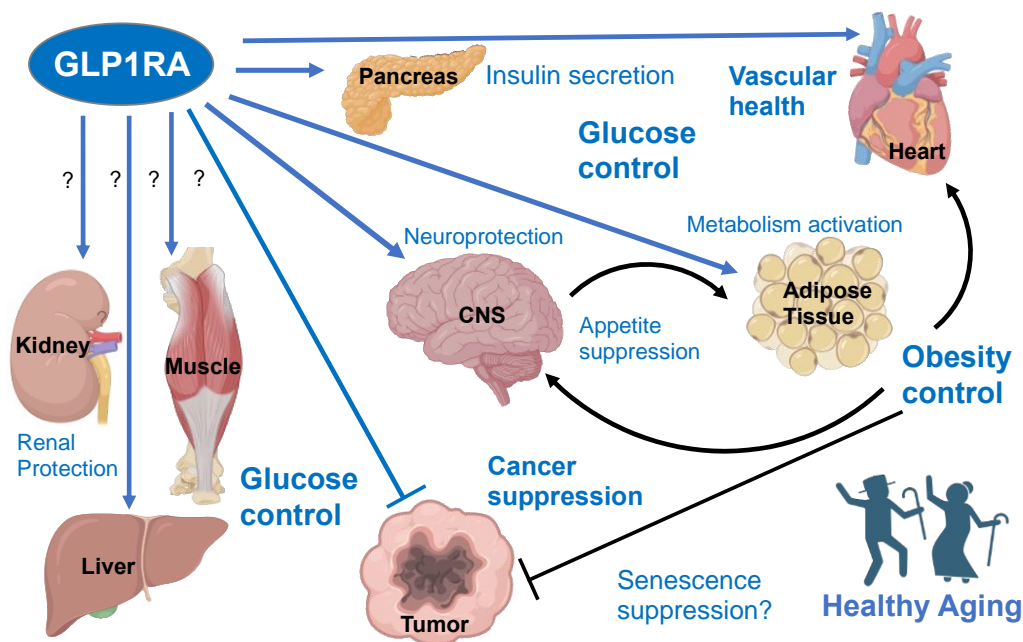 GLP1RA
Pancreas
Insulin secretion
Vascular
health
Heart
Glucose
control
? ? ? ?
Neuroprotection
Metabolism activation
Kidney
Muscle
CNS
Adipose
Tissue
Appetite
suppression
Obesity
control
Renal
Protection
Glucose
control
Cancer
suppression
Liver
Tumor
Senescence
suppression?
Healthy Aging